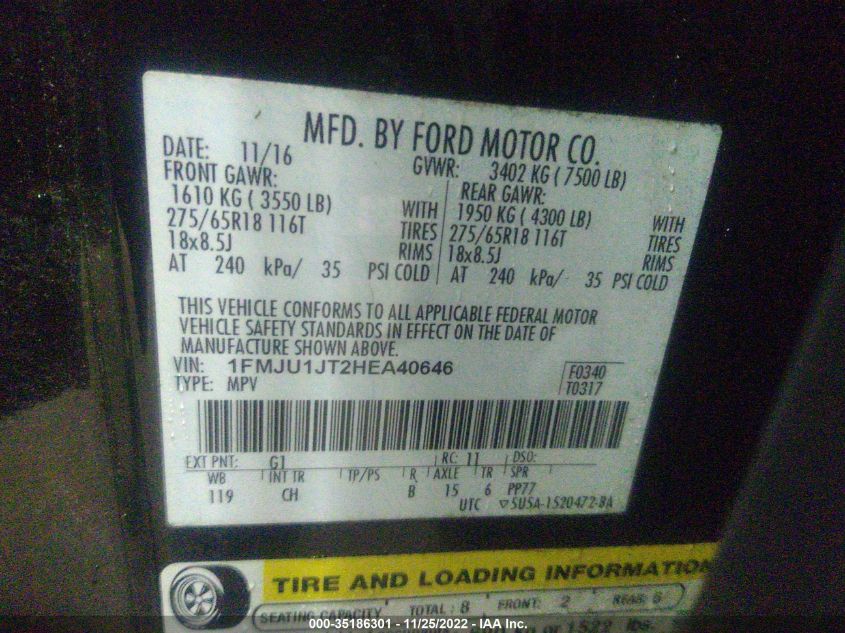 MFD. BY FORD MOTOR CO.
DATE: 11/16
GVWR: 3402 KG ( 7500 LB)
FRONT GAWR:
1610 KG ( 3550 LB)
WITH
275/65R18 116T
TIRES
18x8.5J
RIMS
AT 240 kPa/ 35 PSI COLD
REAR GAWR:
1950 KG ( 4300 LB)
WITH
275/65R18 116T
TIRES
18x8.5J
RIMS
AT 240 kPa/ 35 PSI COLD
THIS VEHICLE CONFORMS TO ALL APPLICABLE FEDERAL MOTOR
VEHICLE SAFETY STANDARDS IN EFFECT ON THE DATE OF
MANUFACTURE SHOWN ABOVE.
VIN: 1FMJU1JT2HEA40646
TYPE: MPV
F0340
T0317
EXT PNT: G1 RC: 11 DSO:
WB INT TR TP/PS R AXLE TR SPR
119 CH B 15 6 PP77
UTC 5U5A-1520472-BA
TIRE AND LOADING INFORMATION
SEATING CAPACITY TOTAL: 8 FRONT: 2 REAR: 6
or 1522 lbs.
000-35186301 - 11/25/2022 - IAA Inc.